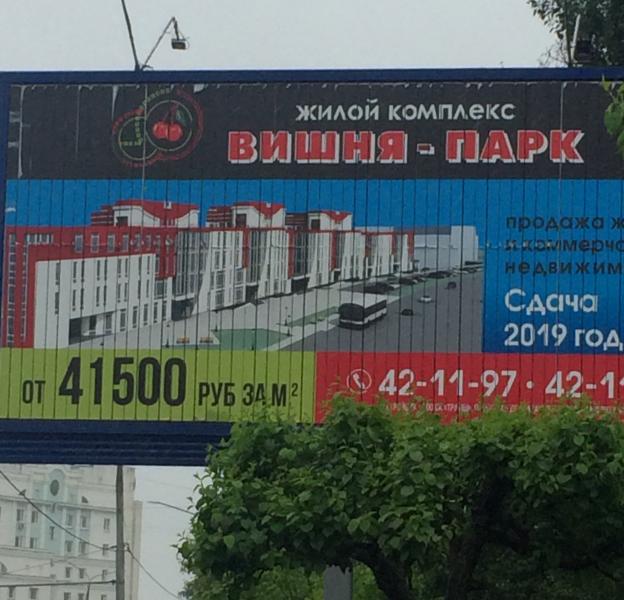 ЖИЛОЙ КОМПЛЕКС
ВИШНЯ - ПАРК
продажа ж
и коммерч
недвижим
Сдача
2019 год
ОТ 41500 РУБ ЗА М²
42-11-97 • 42-1